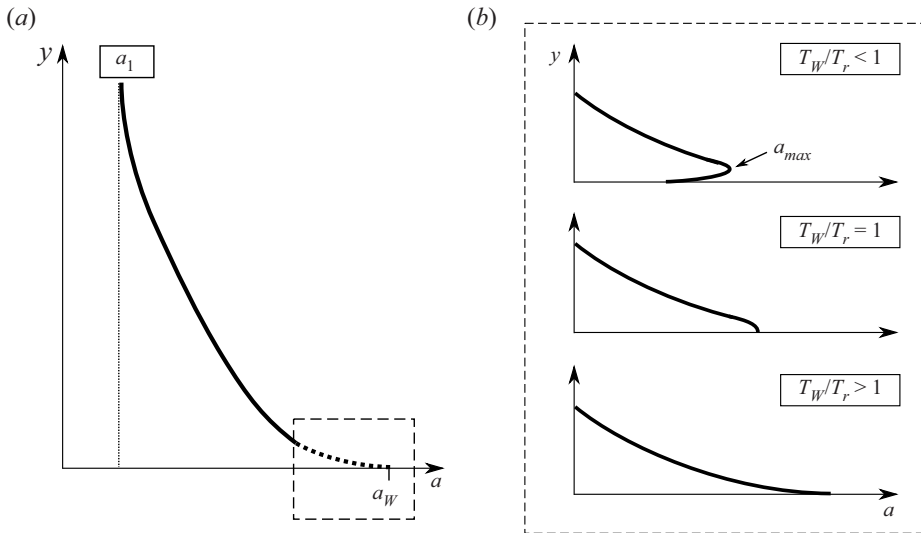 (a)
y
a1
aW
a
(b)
y
TW/Tr < 1
amax
TW/Tr = 1
TW/Tr > 1
a